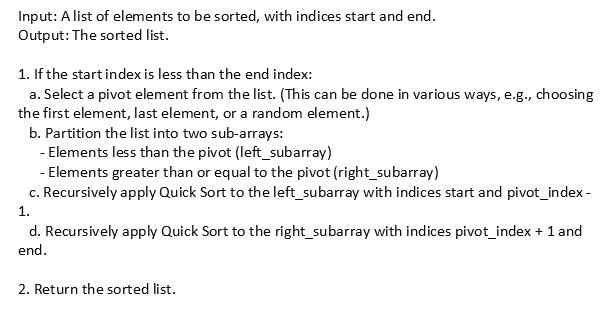 Input: A list of elements to be sorted, with indices start and end.
Output: The sorted list.
1. If the start index is less than the end index:
a. Select a pivot element from the list. (This can be done in various ways, e.g., choosing
the first element, last element, or a random element.)
b. Partition the list into two sub-arrays:
- Elements less than the pivot (left_subarray)
- Elements greater than or equal to the pivot (right_subarray)
c. Recursively apply Quick Sort to the left_subarray with indices start and pivot_index -
1.
d. Recursively apply Quick Sort to the right_subarray with indices pivot_index + 1 and
end.
2. Return the sorted list.